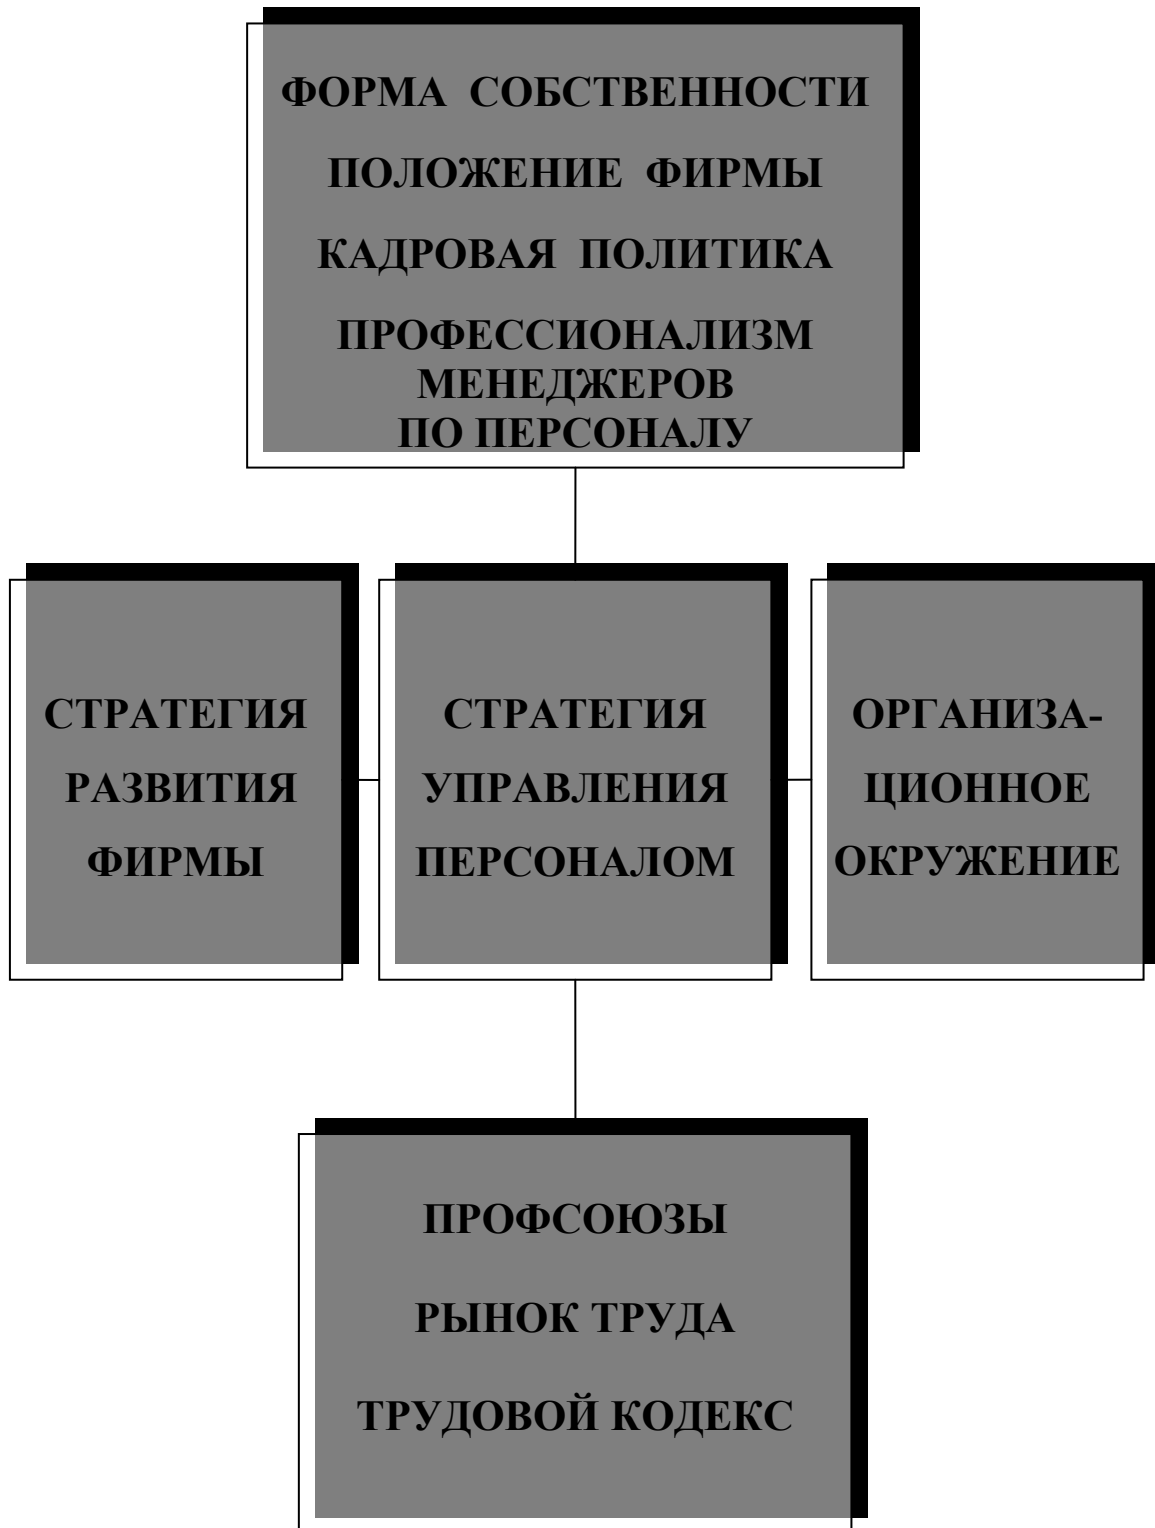 ФОРМА СОБСТВЕННОСТИ
ПОЛОЖЕНИЕ ФИРМЫ
КАДРОВАЯ ПОЛИТИКА
ПРОФЕССИОНАЛИЗМ
МЕНЕДЖЕРОВ
ПО ПЕРСОНАЛУ
СТРАТЕГИЯ
РАЗВИТИЯ
ФИРМЫ
СТРАТЕГИЯ
УПРАВЛЕНИЯ
ПЕРСОНАЛОМ
ОРГАНИЗА-
ЦИОННОЕ
ОКРУЖЕНИЕ
ПРОФСОЮЗЫ
РЫНОК ТРУДА
ТРУДОВОЙ КОДЕКС